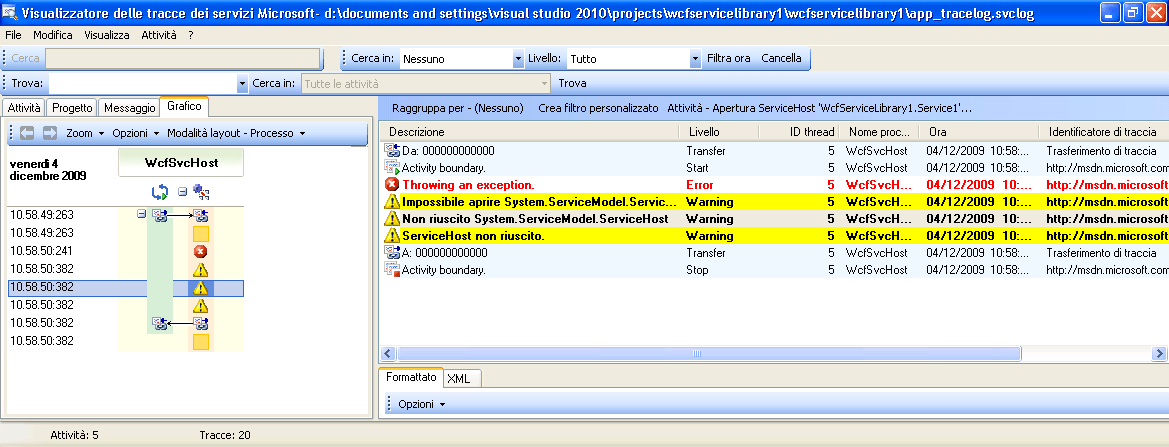 Visualizzatore delle tracce dei servizi Microsoft- d:\documents and settings\visual studio 2010\projects\wcfservicelibrary1\wcfservicelibrary1\app_tracelog.svclog
File Modifica Visualizza Attività ?
Cerca Cerca in: Nessuno Livello: Tutto Filtra ora Cancella
Trova: Cerca in: Tutte le attività Trova
Attività Progetto Messaggio Grafico
Zoom Opzioni Modalità layout - Processo
venerdì 4
dicembre 2009
WcfSvcHost
10.58.49:263
10.58.49:263
10.58.50:241
10.58.50:382
10.58.50:382
10.58.50:382
10.58.50:382
10.58.50:382
Raggruppa per - (Nessuno) Crea filtro personalizzato Attività - Apertura ServiceHost 'WcfServiceLibrary1.Service1'...
Descrizione Livello ID thread Nome proc... Ora Identificatore di traccia
Da: 000000000000 Transfer 5 WcfSvcHost 04/12/2009 10:58:... Trasferimento di traccia
Activity boundary. Start 5 WcfSvcHost 04/12/2009 10:58:... http://msdn.microsoft.com
Throwing an exception. Error 5 WcfSvcH... 04/12/2009 10:... http://msdn.microsoft
Impossibile aprire System.ServiceModel.Servic... Warning 5 WcfSvcH... 04/12/2009 10:... http://msdn.microsoft
Non riuscito System.ServiceModel.ServiceHost Warning 5 WcfSvcH... 04/12/2009 10:... http://msdn.microsoft
ServiceHost non riuscito. Warning 5 WcfSvcH... 04/12/2009 10:... http://msdn.microsoft
A: 000000000000 Transfer 5 WcfSvcHost 04/12/2009 10:58:... Trasferimento di traccia
Activity boundary. Stop 5 WcfSvcHost 04/12/2009 10:58:... http://msdn.microsoft.com
Formattato XML
Opzioni
Attività: 5 Tracce: 20